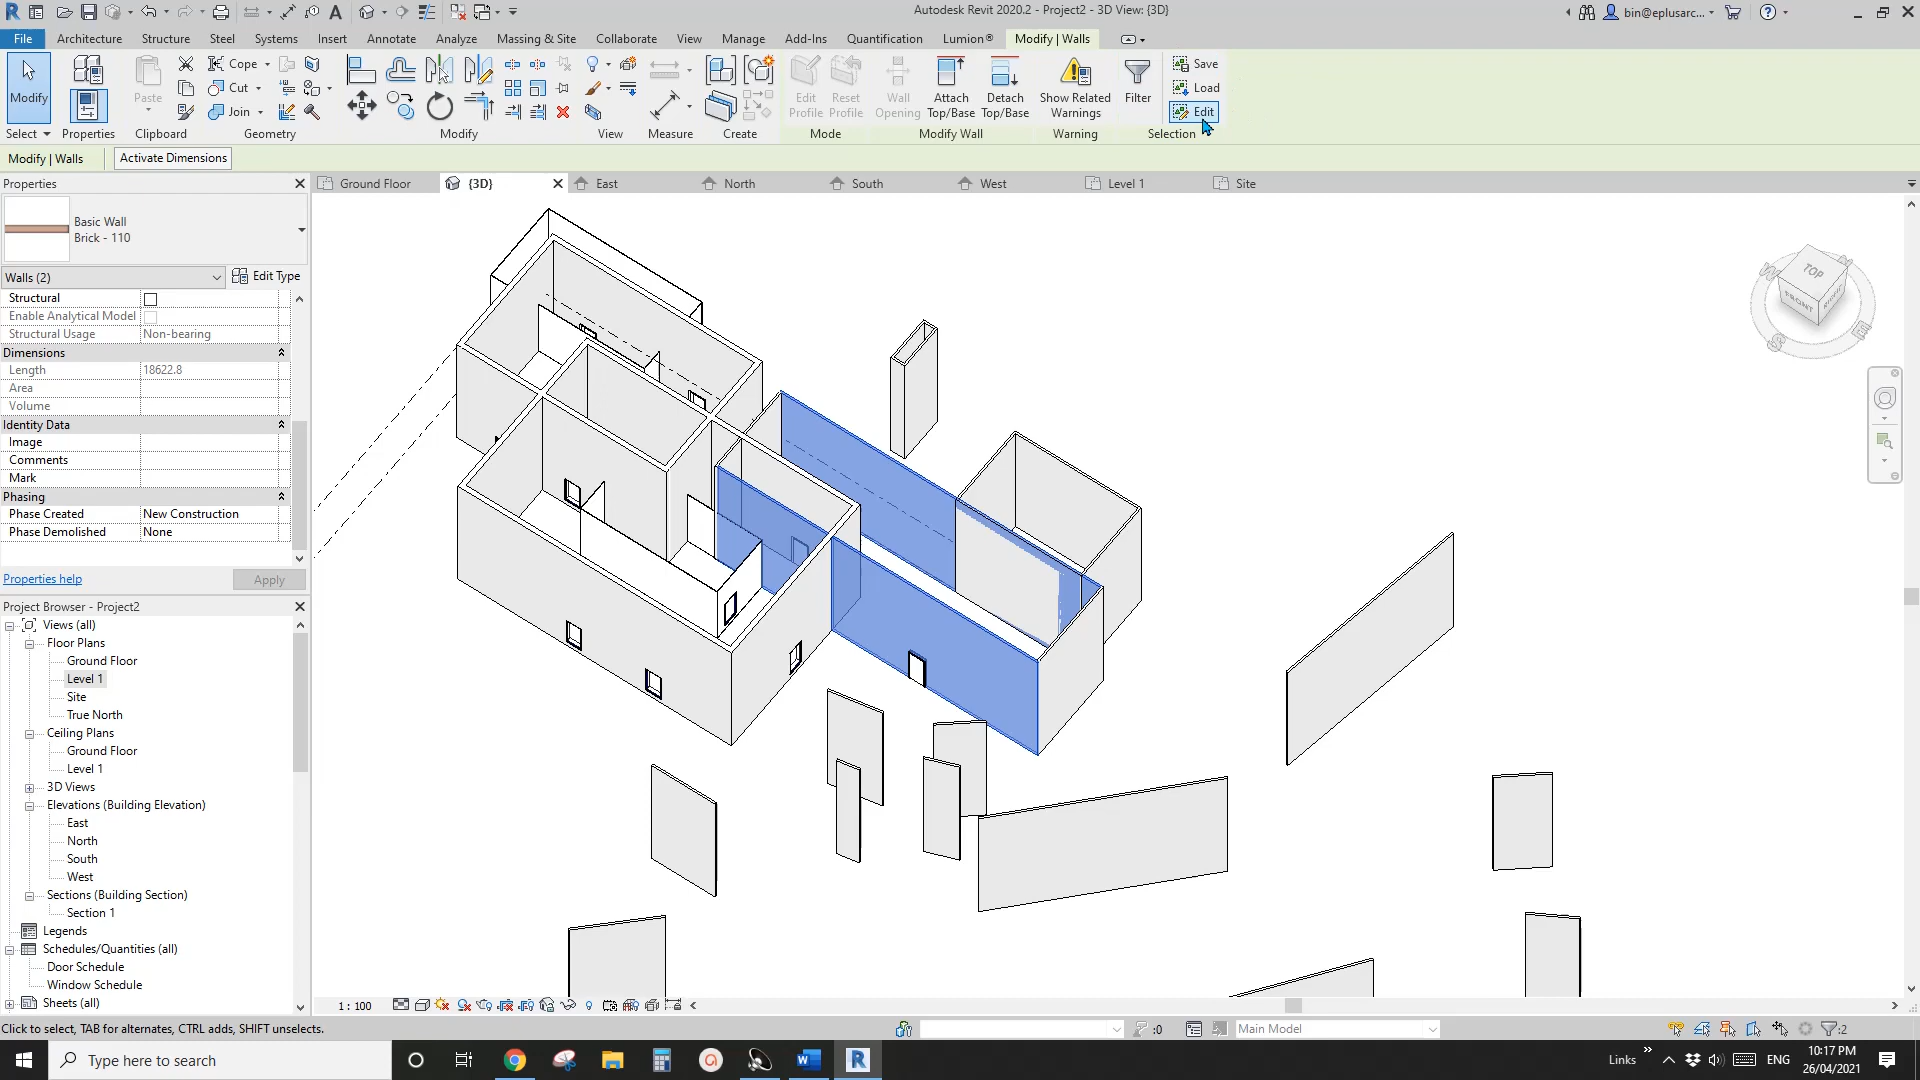 Autodesk Revit 2020.2 - Project2 - 3D View: {3D}
bin@eplusarc...
File Architecture Structure Steel Systems Insert Annotate Analyze Massing & Site Collaborate View Manage Add-Ins Quantification Lumion® Modify | Walls
Modify
Paste
Cope
Cut
Join
Edit Profile
Reset Profile
Wall Opening
Attach Top/Base
Detach Top/Base
Show Related Warnings
Filter
Save
Load
Edit
Select Properties Clipboard Geometry Modify View Measure Create Mode Modify Wall Warning Selection
Modify | Walls Activate Dimensions
Properties
Ground Floor {3D} East North South West Level 1 Site
Basic Wall
Brick - 110
Walls (2) Edit Type
Structural
Enable Analytical Model
Structural Usage Non-bearing
Dimensions
Length 18622.8
Area
Volume
Identity Data
Image
Comments
Mark
Phasing
Phase Created New Construction
Phase Demolished None
Properties help Apply
Project Browser - Project2
Views (all)
Floor Plans
Ground Floor
Level 1
Site
True North
Ceiling Plans
Ground Floor
Level 1
3D Views
Elevations (Building Elevation)
East
North
South
West
Sections (Building Section)
Section 1
Legends
Schedules/Quantities (all)
Door Schedule
Window Schedule
Sheets (all)
TOP
FRONT
W
S
E
1 : 100
Click to select, TAB for alternates, CTRL adds, SHIFT unselects.
:0
Main Model
:2
Type here to search
Links
ENG
10:17 PM
26/04/2021